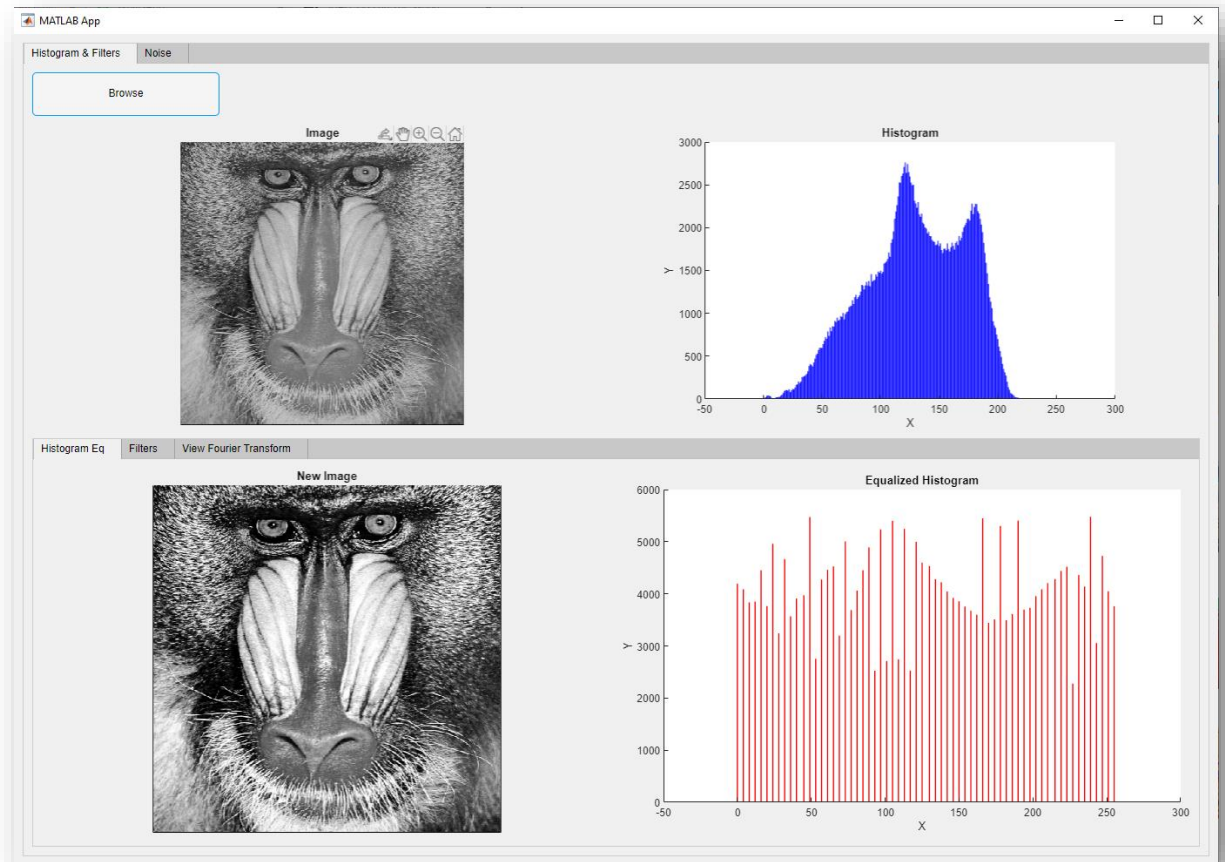 MATLAB App
Histogram & Filters Noise
Browse
Image
Histogram
3000
2500
2000
1500
1000
500
0
Y
-50 0 50 100 150 200 250 300
X
Histogram Eq Filters View Fourier Transform
New Image
Equalized Histogram
6000
5000
4000
3000
2000
1000
0
Y
-50 0 50 100 150 200 250 300
X